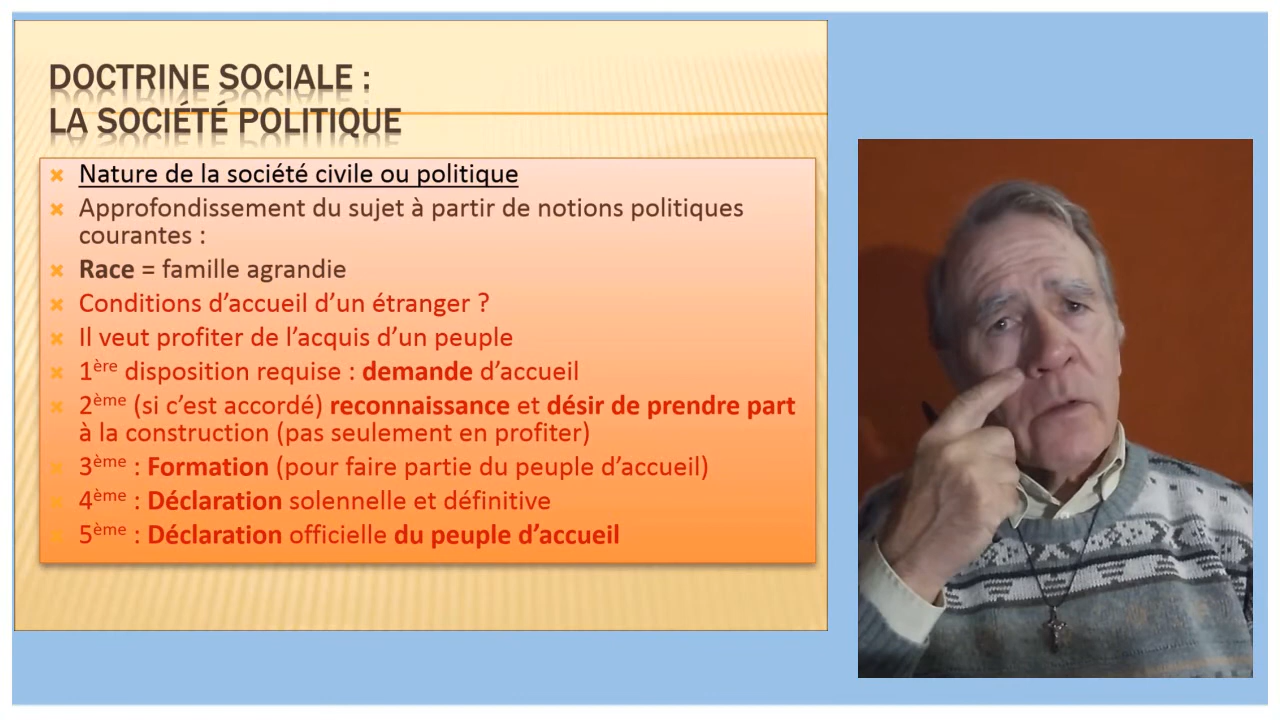 DOCTRINE SOCIALE :
LA SOCIÉTÉ POLITIQUE
Nature de la société civile ou politique
Approfondissement du sujet à partir de notions politiques
courantes :
Race = famille agrandie
Conditions d’accueil d’un étranger ?
Il veut profiter de l’acquis d’un peuple
1ère disposition requise : demande d’accueil
2ème (si c’est accordé) reconnaissance et désir de prendre part
à la construction (pas seulement en profiter)
3ème : Formation (pour faire partie du peuple d’accueil)
4ème : Déclaration solennelle et définitive
5ème : Déclaration officielle du peuple d’accueil